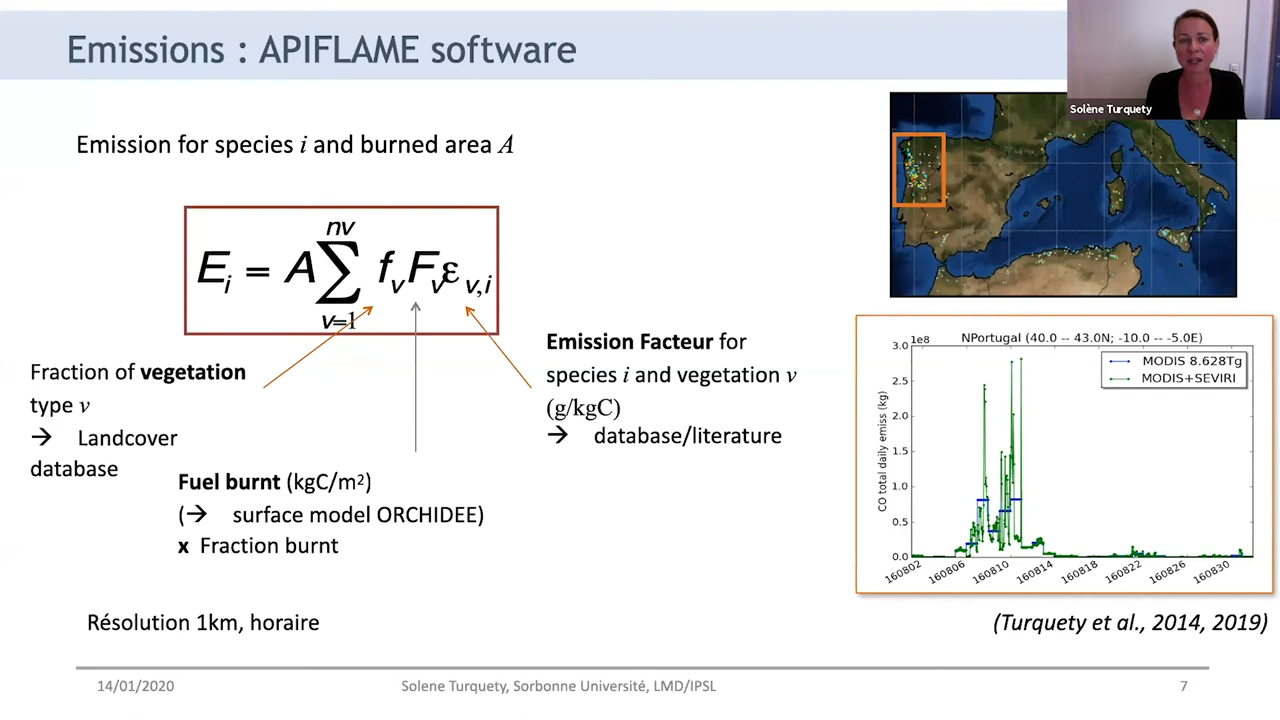 Emissions : APIFLAME software
Solène Turquety
Emission for species i and burned area A
nv
E_i = A∑ f_v F_v ε_v,i
v=1
Fraction of vegetation
type v
→ Landcover
database
Fuel burnt (kgC/m²)
(→ surface model ORCHIDEE)
x Fraction burnt
Emission Facteur for
species i and vegetation v
(g/kgC)
→ database/literature
Résolution 1km, horaire
1e8
NPortugal (40.0 -- 43.0N; -10.0 -- -5.0E)
MODIS 8.628Tg
MODIS+SEVIRI
CO total daily emiss (kg)
3.0
2.5
2.0
1.5
1.0
0.5
0.0
160802 160806 160810 160814 160818 160822 160826 160830
(Turquety et al., 2014, 2019)
14/01/2020
Solene Turquety, Sorbonne Université, LMD/IPSL
7